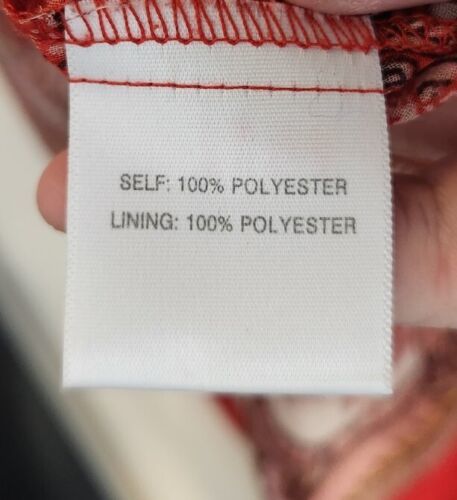 SELF: 100% POLYESTER
LINING: 100% POLYESTER